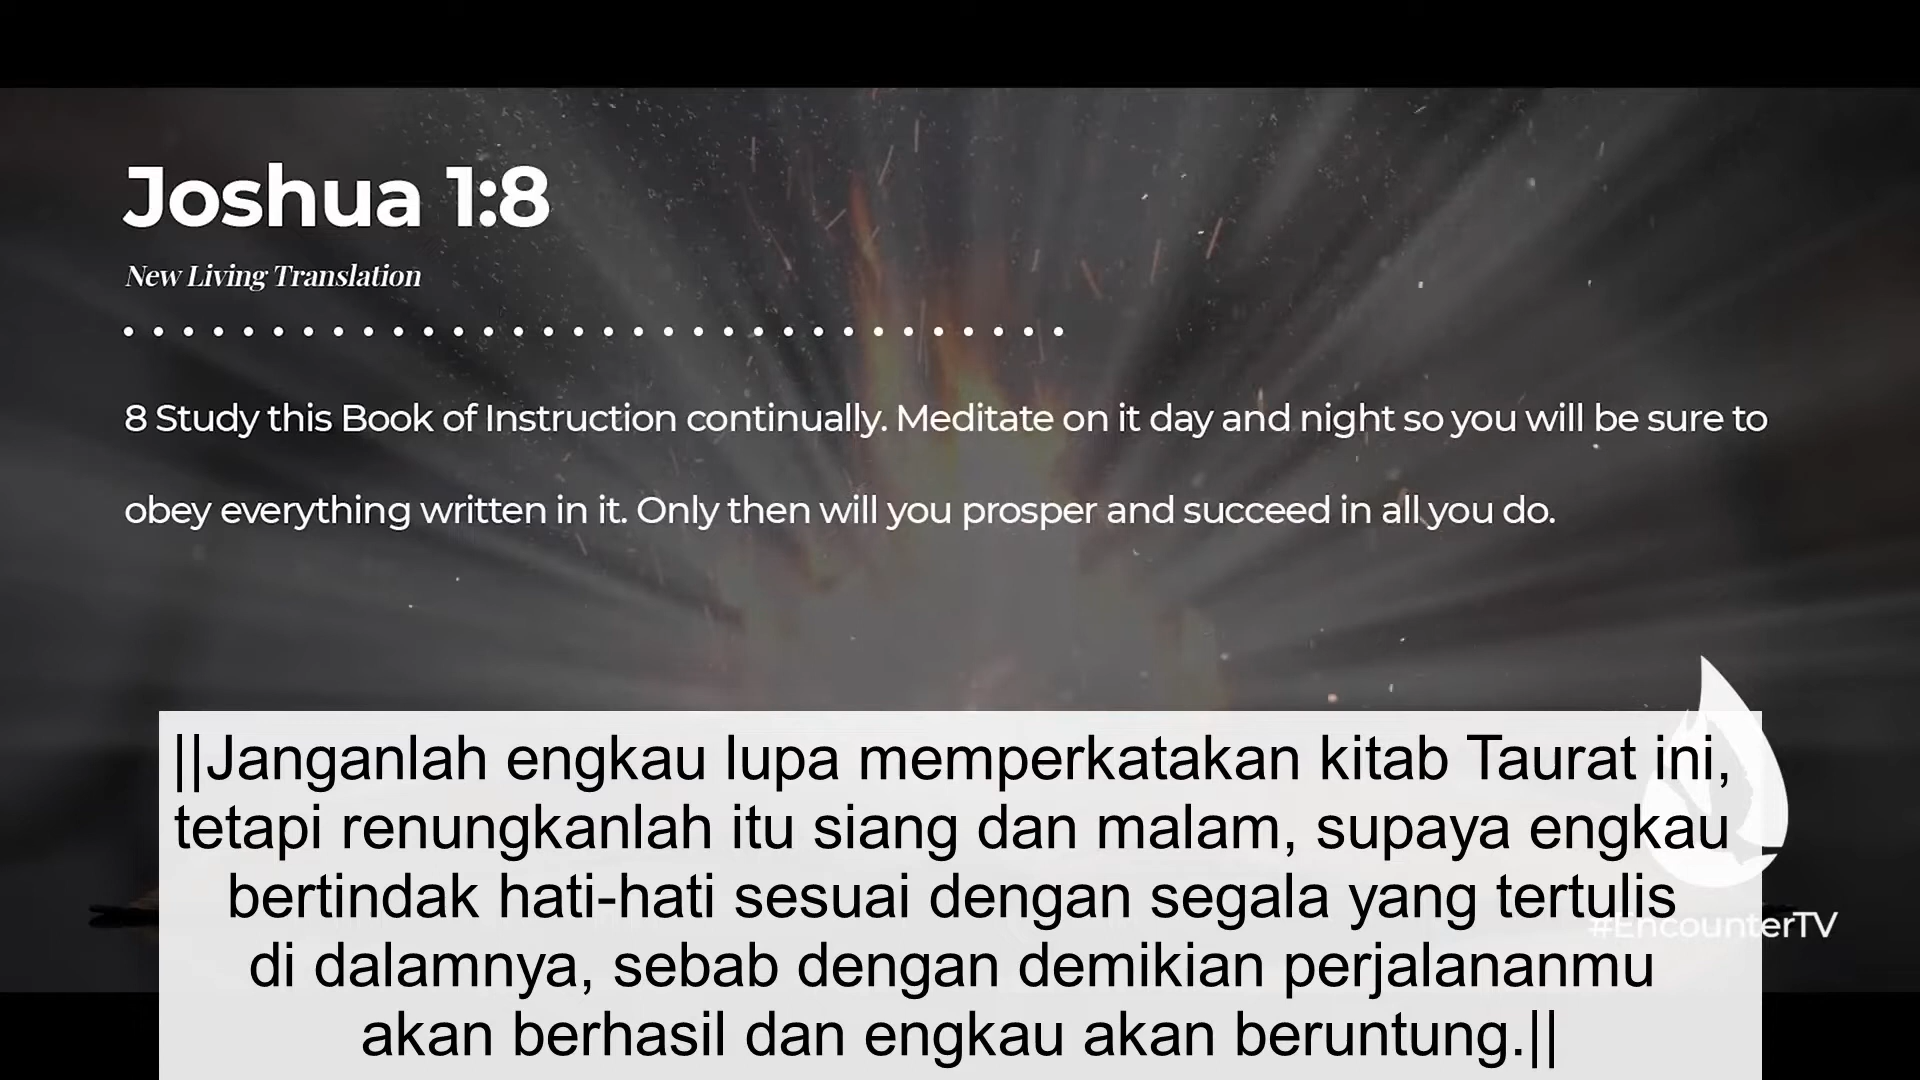 Joshua 1:8
New Living Translation
8 Study this Book of Instruction continually. Meditate on it day and night so you will be sure to
obey everything written in it. Only then will you prosper and succeed in all you do.
||Janganlah engkau lupa memperkatakan kitab Taurat ini,
tetapi renungkanlah itu siang dan malam, supaya engkau
bertindak hati-hati sesuai dengan segala yang tertulis
di dalamnya, sebab dengan demikian perjalananmu
akan berhasil dan engkau akan beruntung.||
#EncounterTV